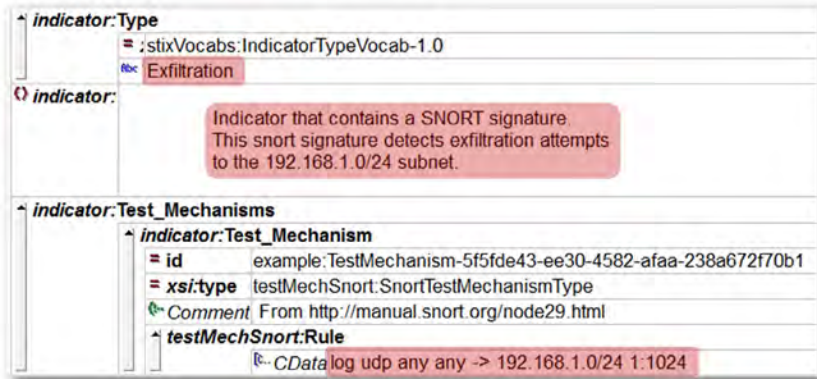 indicator:Type
= : stixVocabs:IndicatorTypeVocab-1.0
Abc Exfiltration
indicator:
Indicator that contains a SNORT signature.
This snort signature detects exfiltration attempts
to the 192.168.1.0/24 subnet.
indicator:Test_Mechanisms
indicator:Test_Mechanism
= id example:TestMechanism-5f5fde43-ee30-4582-afaa-238a672f70b1
= xsi:type testMechSnort:SnortTestMechanismType
Comment From http://manual.snort.org/node29.html
testMechSnort:Rule
CData log udp any any -> 192.168.1.0/24 1:1024